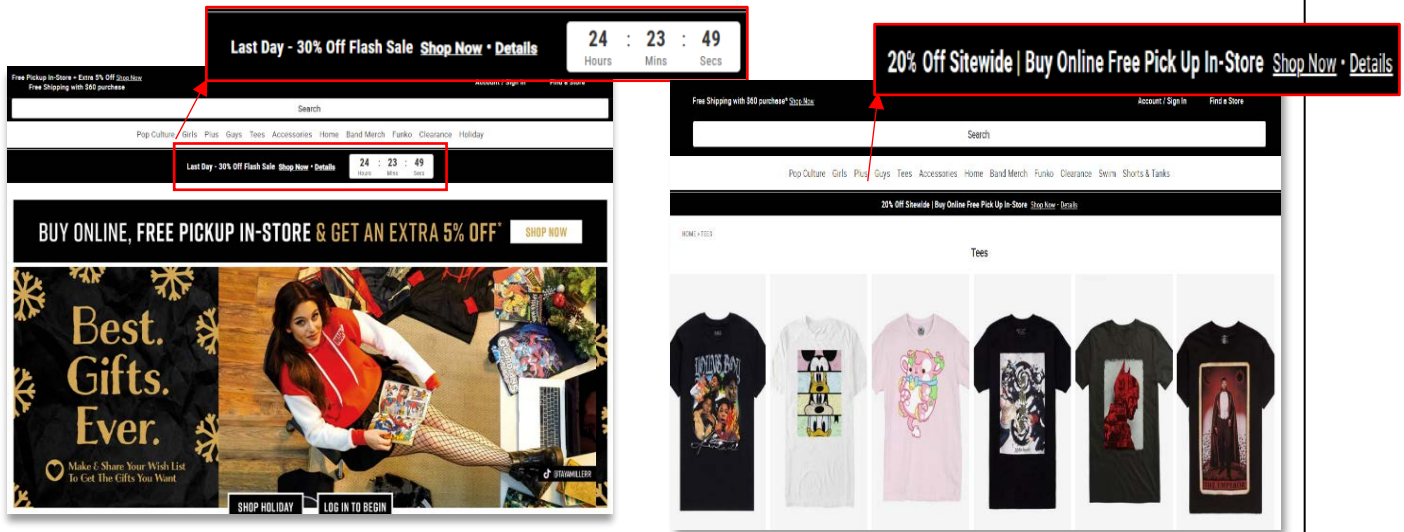 Last Day - 30% Off Flash Sale Shop Now • Details
24 : 23 : 49
Hours Mins Secs
Free Pickup In-Store + Extra 5% Off Shop Now
Free Shipping with $60 purchase
Account / Sign In Find a Store
Search
Pop Culture Girls Plus Guys Tees Accessories Home Band Merch Funko Clearance Holiday
Last Day - 30% Off Flash Sale Shop Now • Details
24 : 23 : 49
Hours Mins Secs
BUY ONLINE, FREE PICKUP IN-STORE & GET AN EXTRA 5% OFF* SHOP NOW
Best.
Gifts.
Ever.
Make & Share Your Wish List
To Get The Gifts You Want
@TAYAMILLERR
SHOP HOLIDAY LOG IN TO BEGIN
20% Off Sitewide | Buy Online Free Pick Up In-Store Shop Now • Details
Free Shipping with $60 purchase* Shop Now
Account / Sign In Find a Store
Search
Pop Culture Girls Plus Guys Tees Accessories Home Band Merch Funko Clearance Swim Shorts & Tanks
20% Off Sitewide | Buy Online Free Pick Up In-Store Shop Now • Details
HOME • TEES
Tees
THE EMPEROR